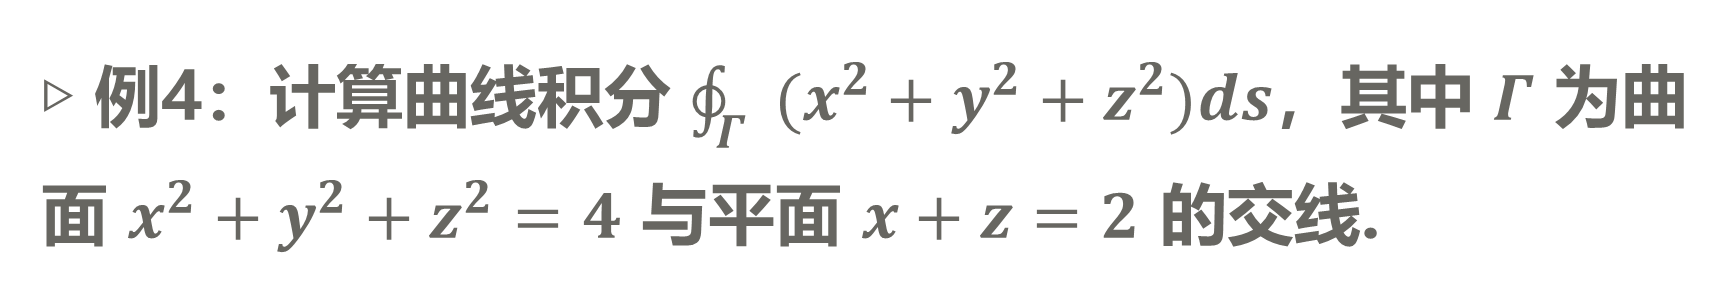 ▷ 例4：计算曲线积分 ∮_Γ (x² + y² + z²)ds，其中 Γ 为曲
面 x² + y² + z² = 4 与平面 x + z = 2 的交线.